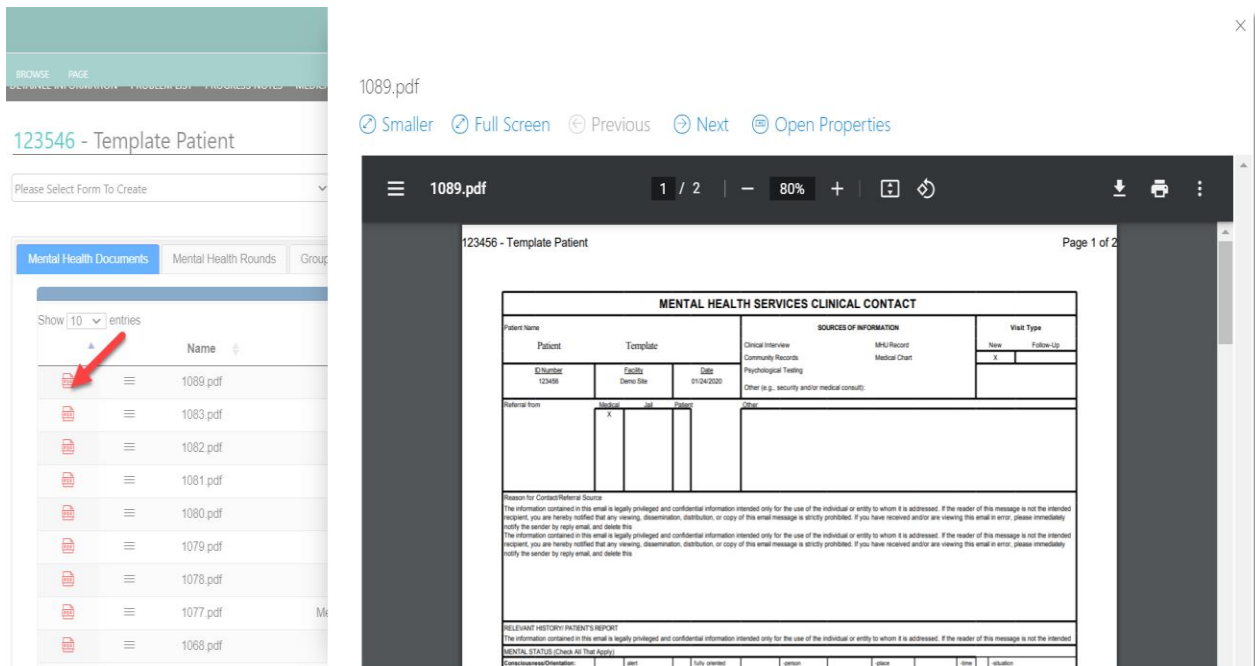 BROWSE PAGE
DETAINEE INFORMATION PROBLEM LIST PROGRESS NOTES
123546 - Template Patient
Please Select Form To Create
Mental Health Documents Mental Health Rounds Group
Show 10 entries
Name
1089.pdf
1083.pdf
1082.pdf
1081.pdf
1080.pdf
1079.pdf
1078.pdf
1077.pdf Me
1068.pdf
1089.pdf
Smaller Full Screen Previous Next Open Properties
1089.pdf 1 / 2 80%
123456 - Template Patient Page 1 of 2
MENTAL HEALTH SERVICES CLINICAL CONTACT
Patient Name SOURCES OF INFORMATION Visit Type
Patient Template Clinical Interview MHU Record New Follow-Up
Community Records Medical Chart X
ID Number Facility Date Psychological Testing
123456 Demo Site 01/24/2020
Other (e.g., security and/or medical consult):
Referral from Medical Jail Patient Other
X
Reason for Contact/Referral Source
The information contained in this email is legally privileged and confidential information intended only for the use of the individual or entity to whom it is addressed. If the reader of this message is not the intended
recipient, you are hereby notified that any viewing, dissemination, distribution, or copy of this email message is strictly prohibited. If you have received and/or are viewing this email in error, please immediately
notify the sender by reply email, and delete this
The information contained in this email is legally privileged and confidential information intended only for the use of the individual or entity to whom it is addressed. If the reader of this message is not the intended
recipient, you are hereby notified that any viewing, dissemination, distribution, or copy of this email message is strictly prohibited. If you have received and/or are viewing this email in error, please immediately
notify the sender by reply email, and delete this
RELEVANT HISTORY/ PATIENT'S REPORT
The information contained in this email is legally privileged and confidential information intended only for the use of the individual or entity to whom it is addressed. If the reader of this message is not the intended
MENTAL STATUS (Check All That Apply)
Consciousness/Orientation: alert fully oriented -person -place -time -situation